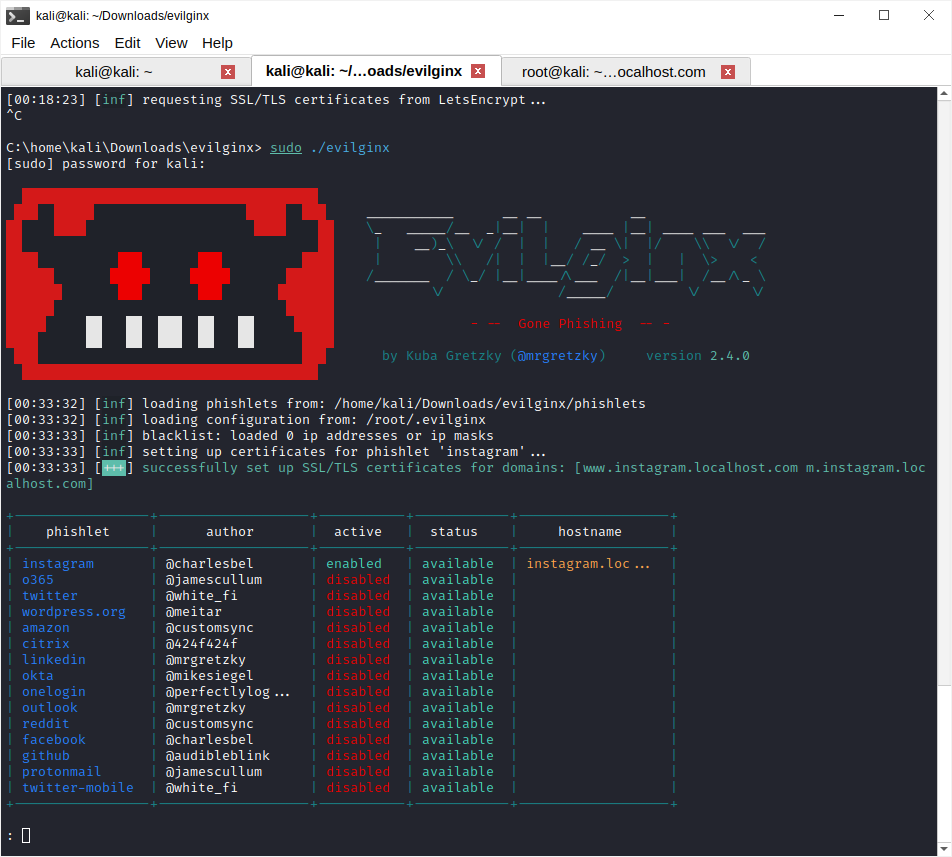 kali@kali: ~/Downloads/evilginx
File Actions Edit View Help
kali@kali: ~ kali@kali: ~/...oads/evilginx root@kali: ~...ocalhost.com
[00:18:23] [inf] requesting SSL/TLS certificates from LetsEncrypt...
^C
C:\home\kali\Downloads\evilginx> sudo ./evilginx
[sudo] password for kali:
Evilginx
- -- Gone Phishing -- -
by Kuba Gretzky (@mrgretzky) version 2.4.0
[00:33:32] [inf] loading phishlets from: /home/kali/Downloads/evilginx/phishlets
[00:33:32] [inf] loading configuration from: /root/.evilginx
[00:33:33] [inf] blacklist: loaded 0 ip addresses or ip masks
[00:33:33] [inf] setting up certificates for phishlet 'instagram'...
[00:33:33] [+++] successfully set up SSL/TLS certificates for domains: [www.instagram.localhost.com m.instagram.loc
alhost.com]
phishlet author active status hostname
instagram @charlesbel enabled available instagram.loc...
o365 @jamescullum disabled available
twitter @white_fi disabled available
wordpress.org @meitar disabled available
amazon @customsync disabled available
citrix @424f424f disabled available
linkedin @mrgretzky disabled available
okta @mikesiegel disabled available
onelogin @perfectlylog... disabled available
outlook @mrgretzky disabled available
reddit @customsync disabled available
facebook @charlesbel disabled available
github @audibleblink disabled available
protonmail @jamescullum disabled available
twitter-mobile @white_fi disabled available
: